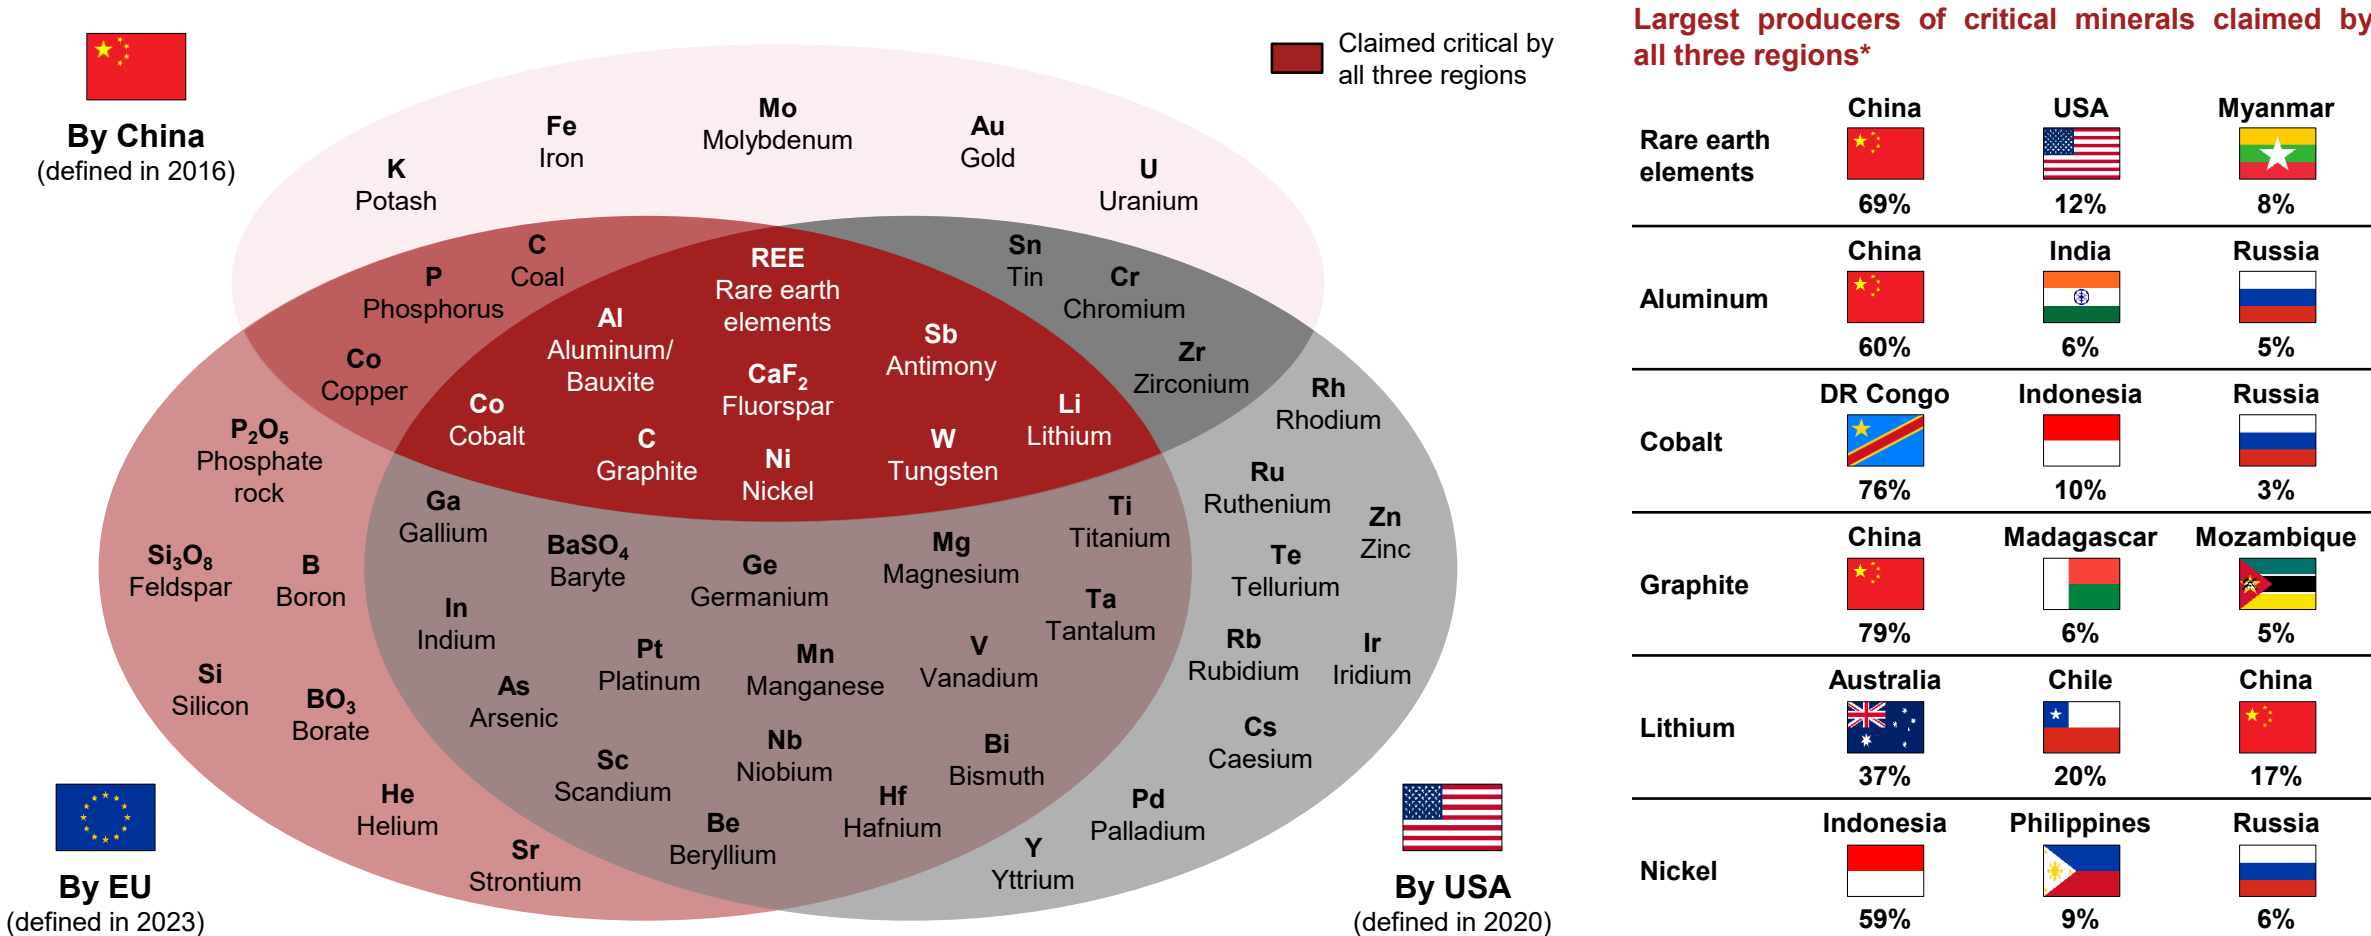 By China
(defined in 2016)
Claimed critical by
all three regions
K
Potash
Fe
Iron
Mo
Molybdenum
Au
Gold
U
Uranium
C
Coal
P
Phosphorus
Co
Copper
REE
Rare earth
elements
Al
Aluminum/
Bauxite
Sb
Antimony
CaF₂
Fluorspar
Co
Cobalt
C
Graphite
Ni
Nickel
W
Tungsten
Li
Lithium
Sn
Tin
Cr
Chromium
Zr
Zirconium
P₂O₅
Phosphate
rock
Si₃O₈
Feldspar
B
Boron
Si
Silicon
BO₃
Borate
He
Helium
Sr
Strontium
Ga
Gallium
BaSO₄
Baryte
Ge
Germanium
Mg
Magnesium
Ti
Titanium
In
Indium
Ta
Tantalum
Pt
Platinum
Mn
Manganese
V
Vanadium
As
Arsenic
Sc
Scandium
Nb
Niobium
Bi
Bismuth
Hf
Hafnium
Be
Beryllium
Rh
Rhodium
Ru
Ruthenium
Zn
Zinc
Te
Tellurium
Rb
Rubidium
Ir
Iridium
Cs
Caesium
Pd
Palladium
Y
Yttrium
By EU
(defined in 2023)
By USA
(defined in 2020)
Largest producers of critical minerals claimed by
all three regions*
China USA Myanmar
Rare earth
elements
69% 12% 8%
China India Russia
Aluminum
60% 6% 5%
DR Congo Indonesia Russia
Cobalt
76% 10% 3%
China Madagascar Mozambique
Graphite
79% 6% 5%
Australia Chile China
Lithium
37% 20% 17%
Indonesia Philippines Russia
Nickel
59% 9% 6%